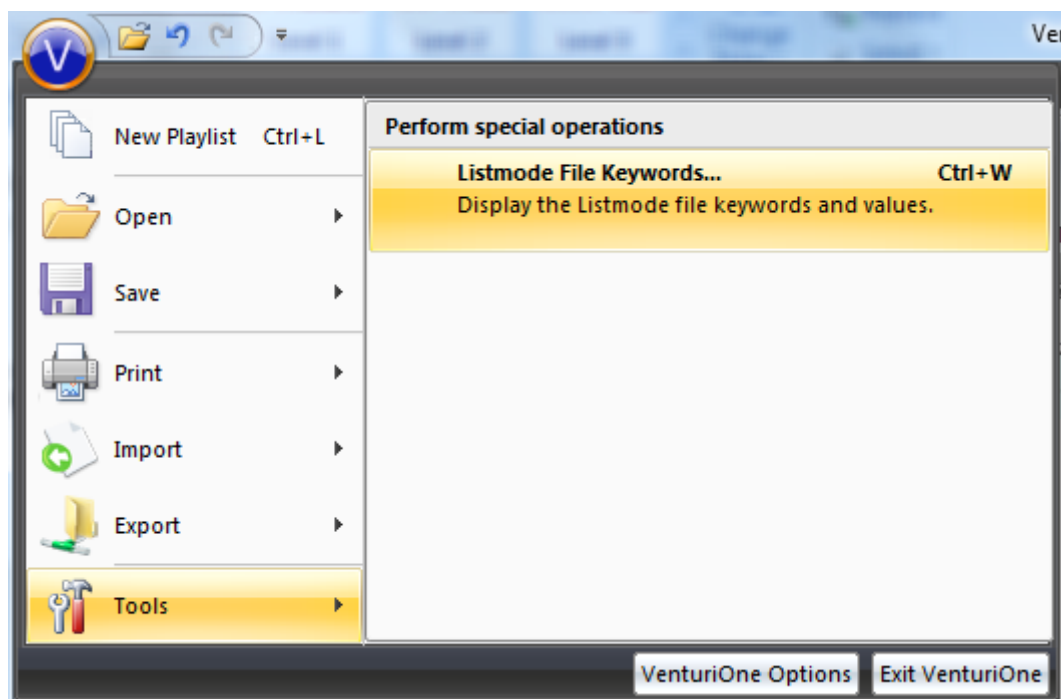 V
Ver
New Playlist Ctrl+L
Open
Save
Print
Import
Export
Tools
Perform special operations
Listmode File Keywords... Ctrl+W
Display the Listmode file keywords and values.
VenturiOne Options
Exit VenturiOne